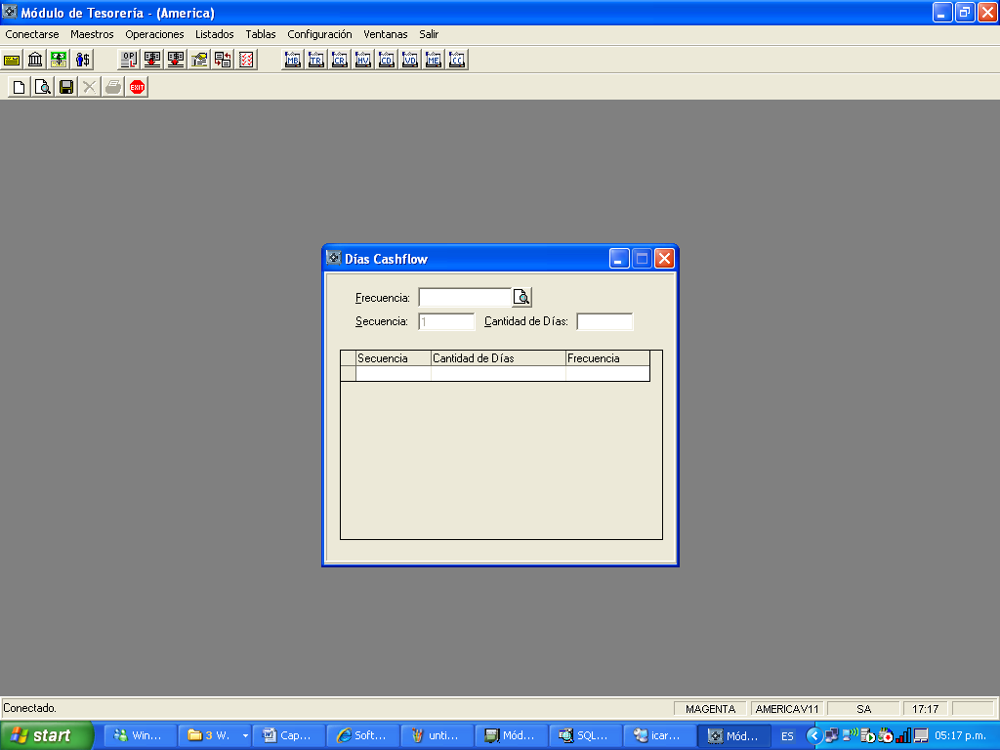 Módulo de Tesorería - (America)
Conectarse Maestros Operaciones Listados Tablas Configuración Ventanas Salir
OP MB TR CR HV CD VD ME CC
EXIT
Días Cashflow
Frecuencia:
Secuencia: 1 Cantidad de Días:
Secuencia Cantidad de Días Frecuencia
Conectado. MAGENTA AMERICAV11 SA 17:17
start Win... 3 W. Cap... Soft... unti... Mód... SQL... icar... Mód... ES 05:17 p.m.